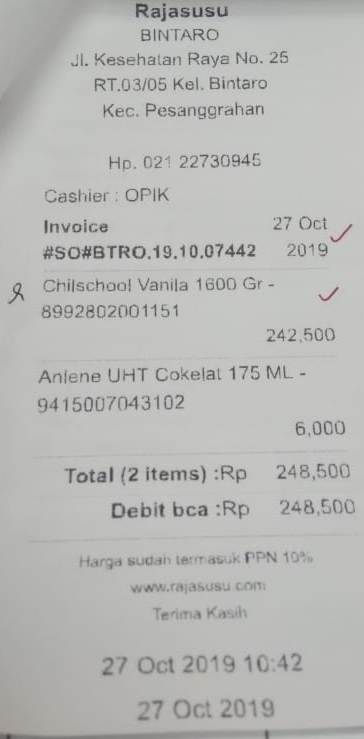 Rajasusu
BINTARO
Jl. Kesehatan Raya No. 25
RT.03/05 Kel. Bintaro
Kec. Pesanggrahan
Hp. 021 22730945
Cashier : OPIK
Invoice 27 Oct
#SO#BTRO.19.10.07442 2019
Chilschool Vanila 1600 Gr -
8992802001151
242,500
Anlene UHT Cokelat 175 ML -
9415007043102
6,000
Total (2 items) :Rp 248,500
Debit bca :Rp 248,500
Harga sudah termasuk PPN 10%
www.rajasusu.com
Terima Kasih
27 Oct 2019 10:42
27 Oct 2019